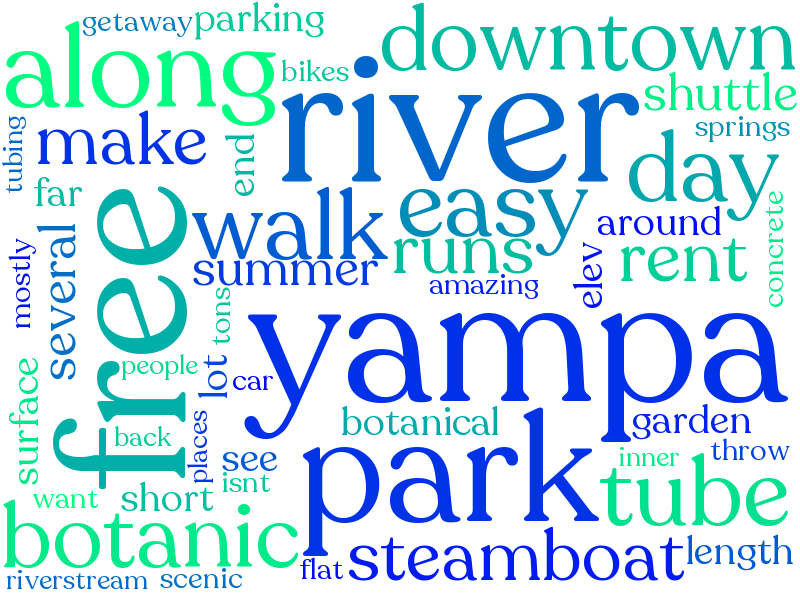 getaway
parking
downtown
along
bikes
river
shuttle
springs
tubing
make
end
day
far
free
walk
easy
around
concrete
several
summer
runs
rent
mostly
amazing
elev
tons
yampa
people
lot
car
surface
back
places
botanical
garden
park
see
throw
want
short
isnt
inner
tube
botanic
steamboat
length
flat
riverstream
scenic